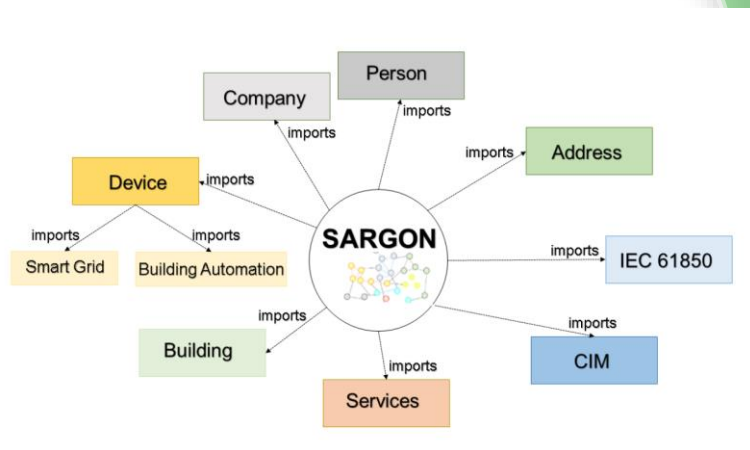 Person
Company
imports
imports
imports
Address
Device
imports
imports
imports
SARGON
imports
IEC 61850
Smart Grid
Building Automation
imports
imports
Building
imports
CIM
Services